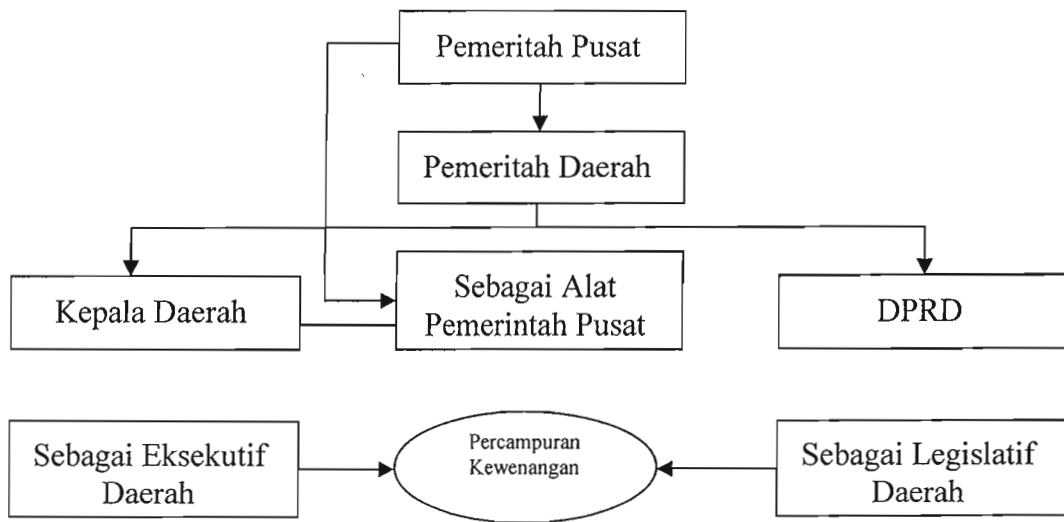 Pemeritah Pusat
Pemeritah Daerah
Kepala Daerah
Sebagai Alat
Pemerintah Pusat
DPRD
Sebagai Eksekutif
Daerah
Percampuran
Kewenangan
Sebagai Legislatif
Daerah